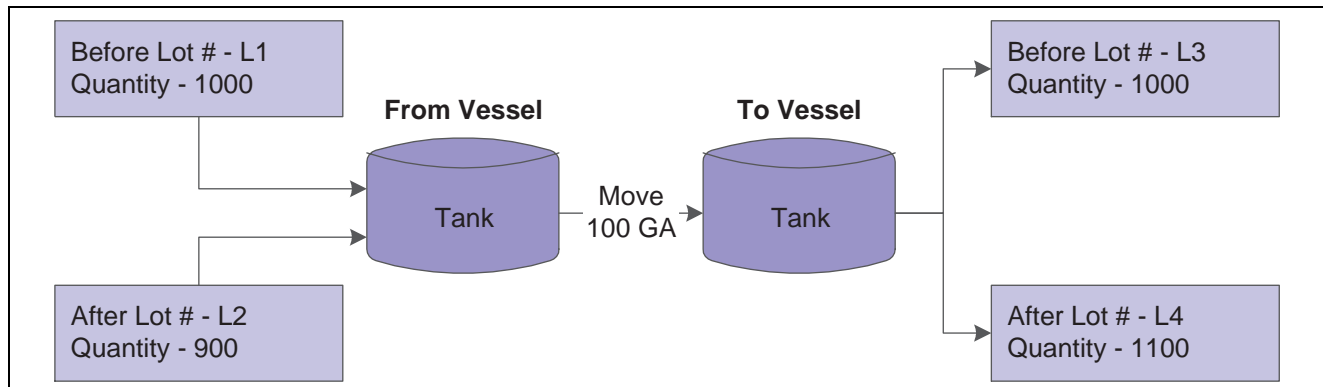 Before Lot # - L1
Quantity - 1000
Before Lot # - L3
Quantity - 1000
From Vessel
To Vessel
Tank
Move
100 GA
Tank
After Lot # - L2
Quantity - 900
After Lot # - L4
Quantity - 1100